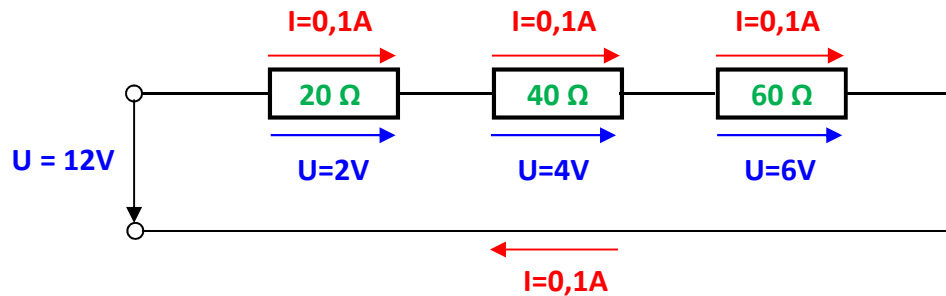 I=0,1A I=0,1A I=0,1A
20 Ω 40 Ω 60 Ω
U = 12V
U=2V U=4V U=6V
I=0,1A